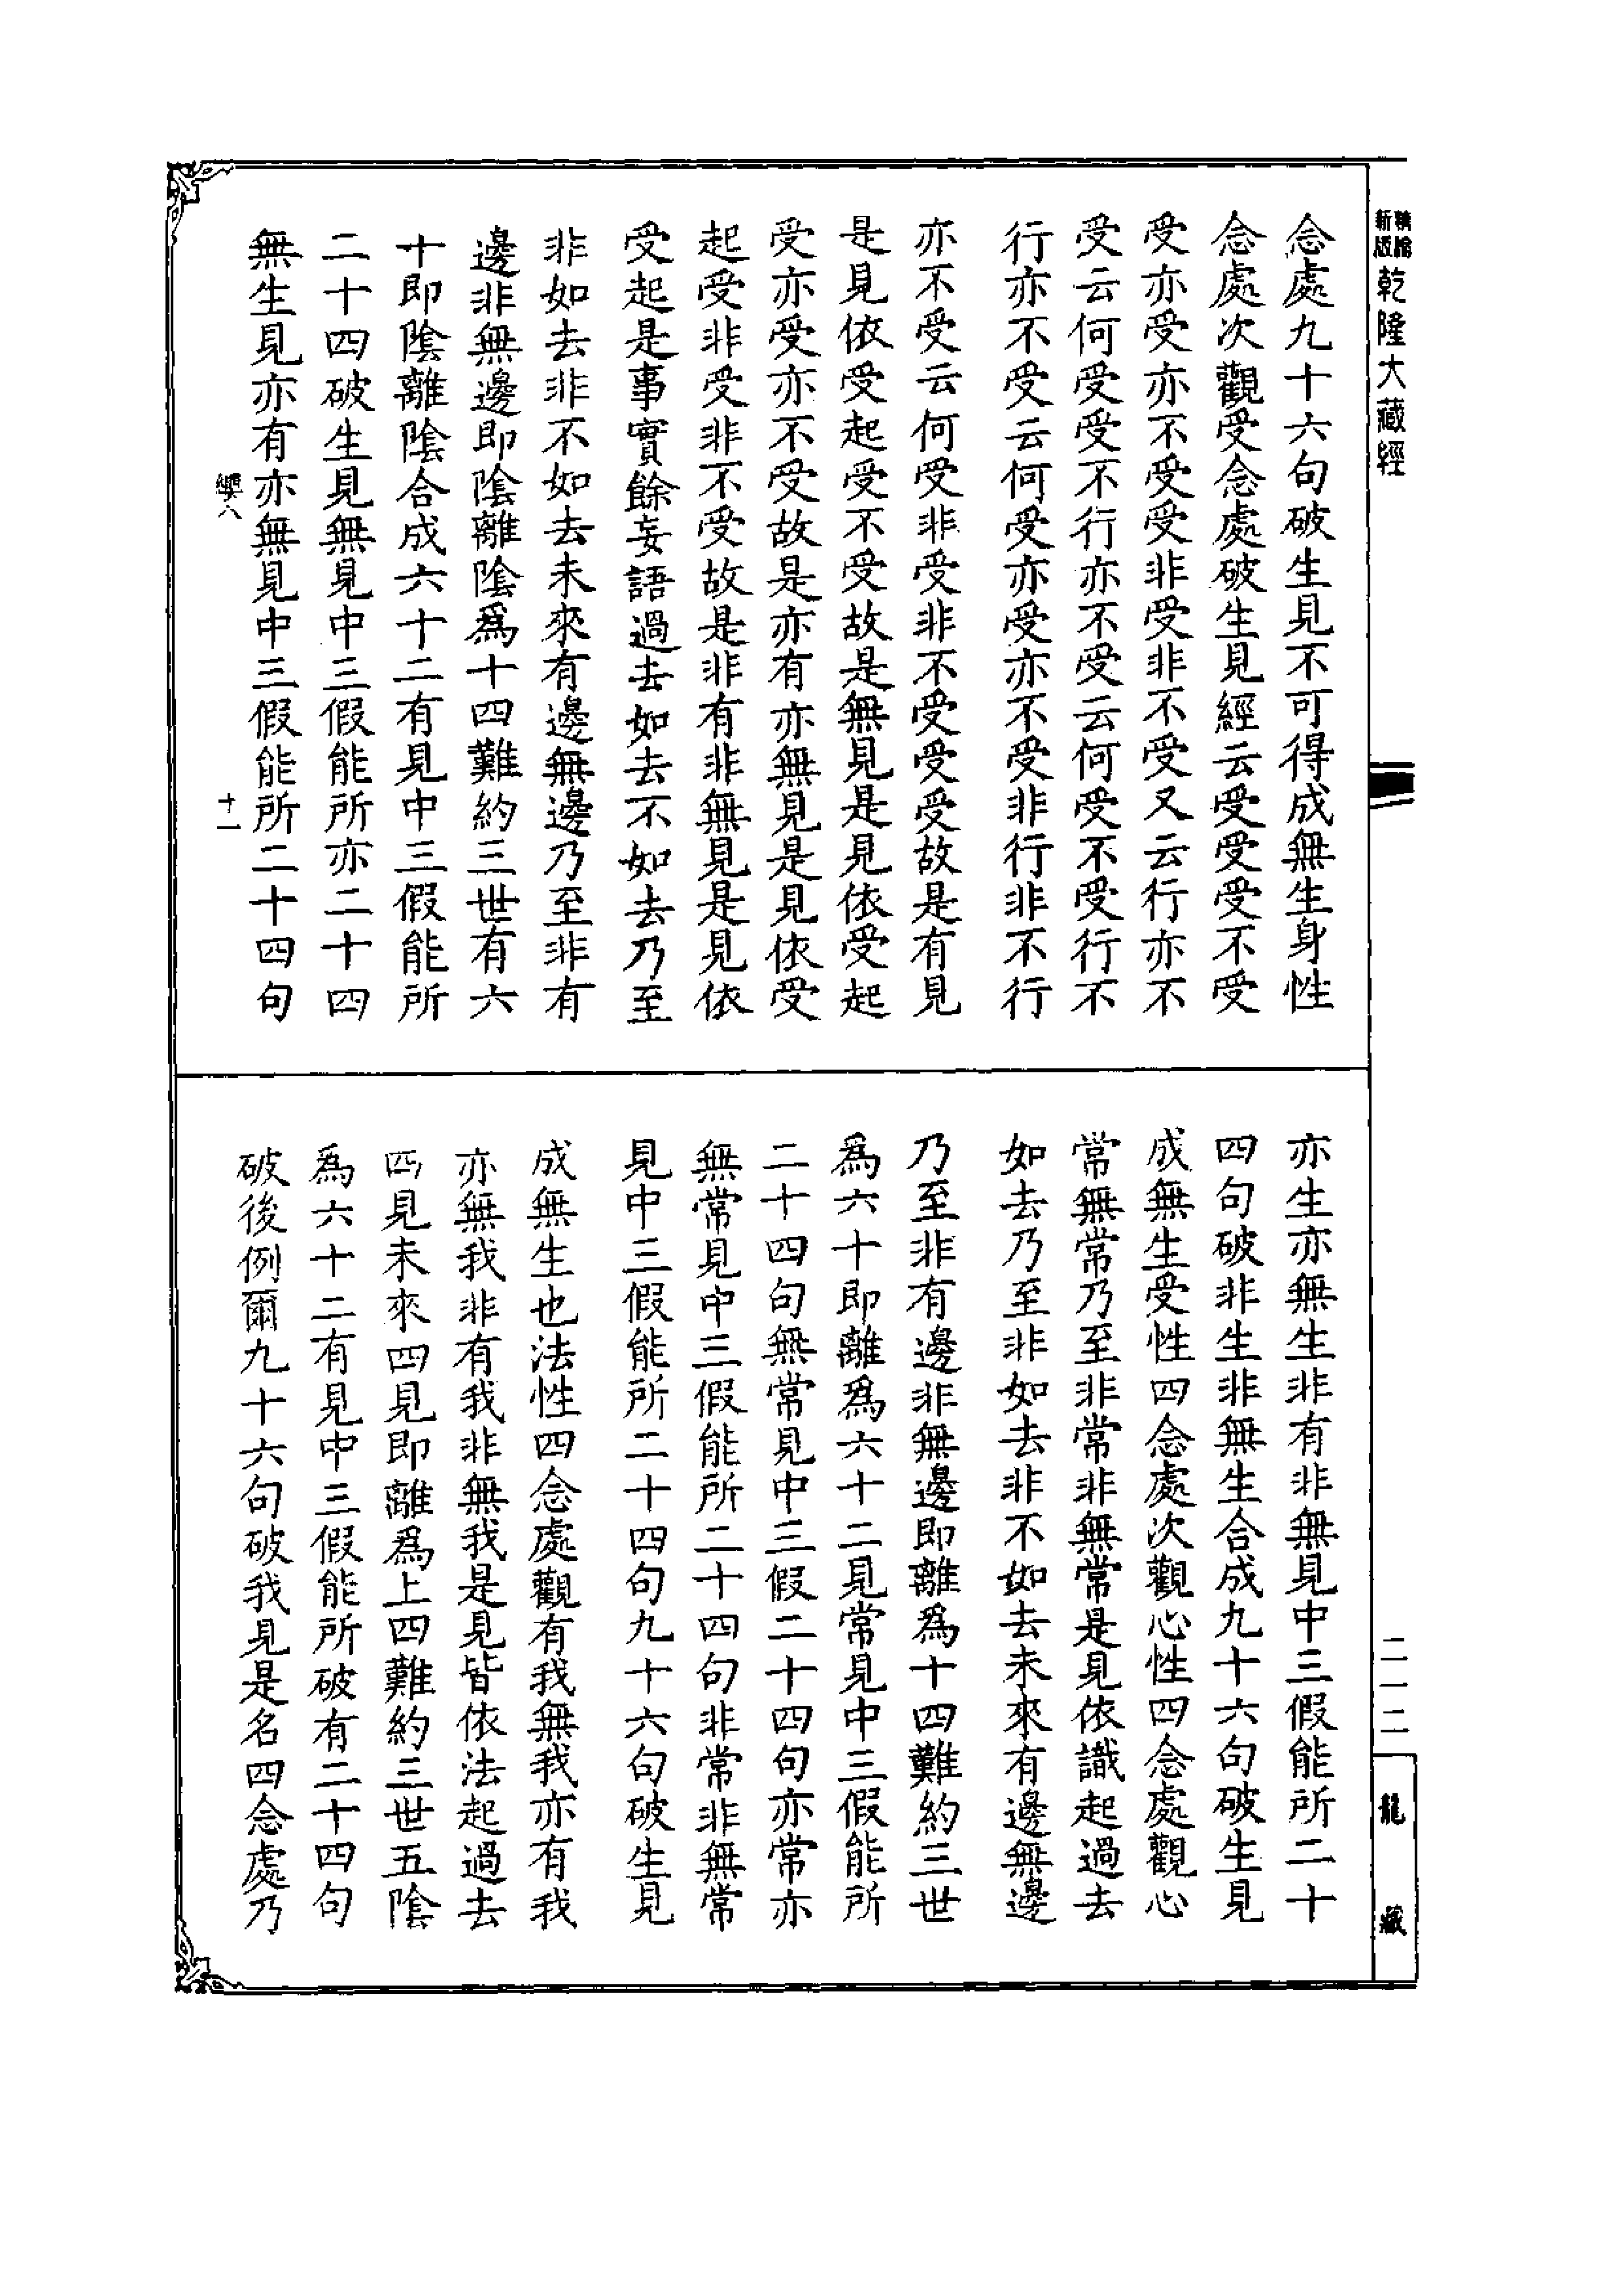 精縮
新版
乾隆大藏經
念處九十六句破生見不可得成無生身性
念處次觀受念處破生見經云受受受不受
受亦受亦不受受非受非不受又云行亦不
受云何受受不行亦不受云何受不受行不
行亦不受云何受亦受亦不受非行非不行
亦不受云何受非受非不受受受故是有見
是見依受起受不受故是無見是見依受起
受亦受亦不受故是亦有亦無見是見依受
起受非受非不受故是非有非無見是見依
受起是事實餘妄語過去如去不如去乃至
非如去非不如去未來有邊無邊乃至非有
邊非無邊即陰離陰爲十四難約三世有六
十即陰離陰合成六十二有見中三假能所
二十四破生見無見中三假能所亦二十四
無生見亦有亦無見中三假能所二十四句
八
十一
亦生亦無生非有非無見中三假能所二十
四句破非生非無生合成九十六句破生見
成無生受性四念處次觀心性四念處觀心
常無常乃至非常非無常是見依識起過去
如去乃至非如去非不如去未來有邊無邊
乃至非有邊非無邊即離爲十四難約三世
爲六十即離爲六十二見常見中三假能所
二十四句無常見中三假二十四句亦常亦
無常見中三假能所二十四句非常非無常
見中三假能所二十四句九十六句破生見
成無生也法性四念處觀有我無我亦有我
亦無我非有我非無我是見皆依法起過去
四見未來四見即離爲上四難約三世五陰
爲六十二有見中三假能所破有二十四句
破後例爾九十六句破我見是名四念處乃
二一二
龍藏